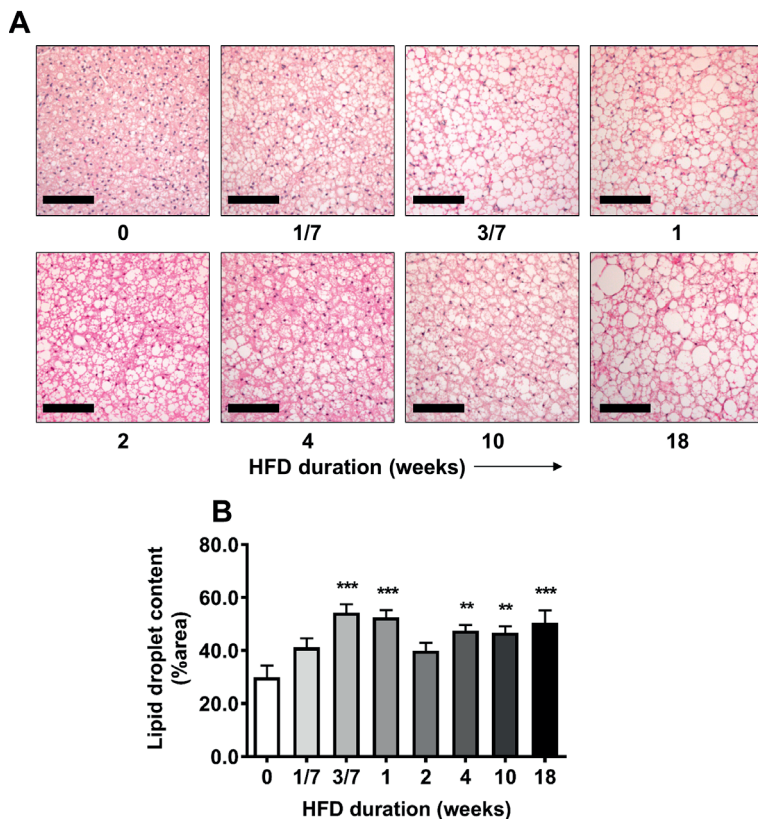 A
0 1/7 3/7 1
2 4 10 18
HFD duration (weeks)
B
Lipid droplet content
(%area)
80.0
60.0
40.0
20.0
0.0
*** *** ** ** ***
0 1/7 3/7 1 2 4 10 18
HFD duration (weeks)